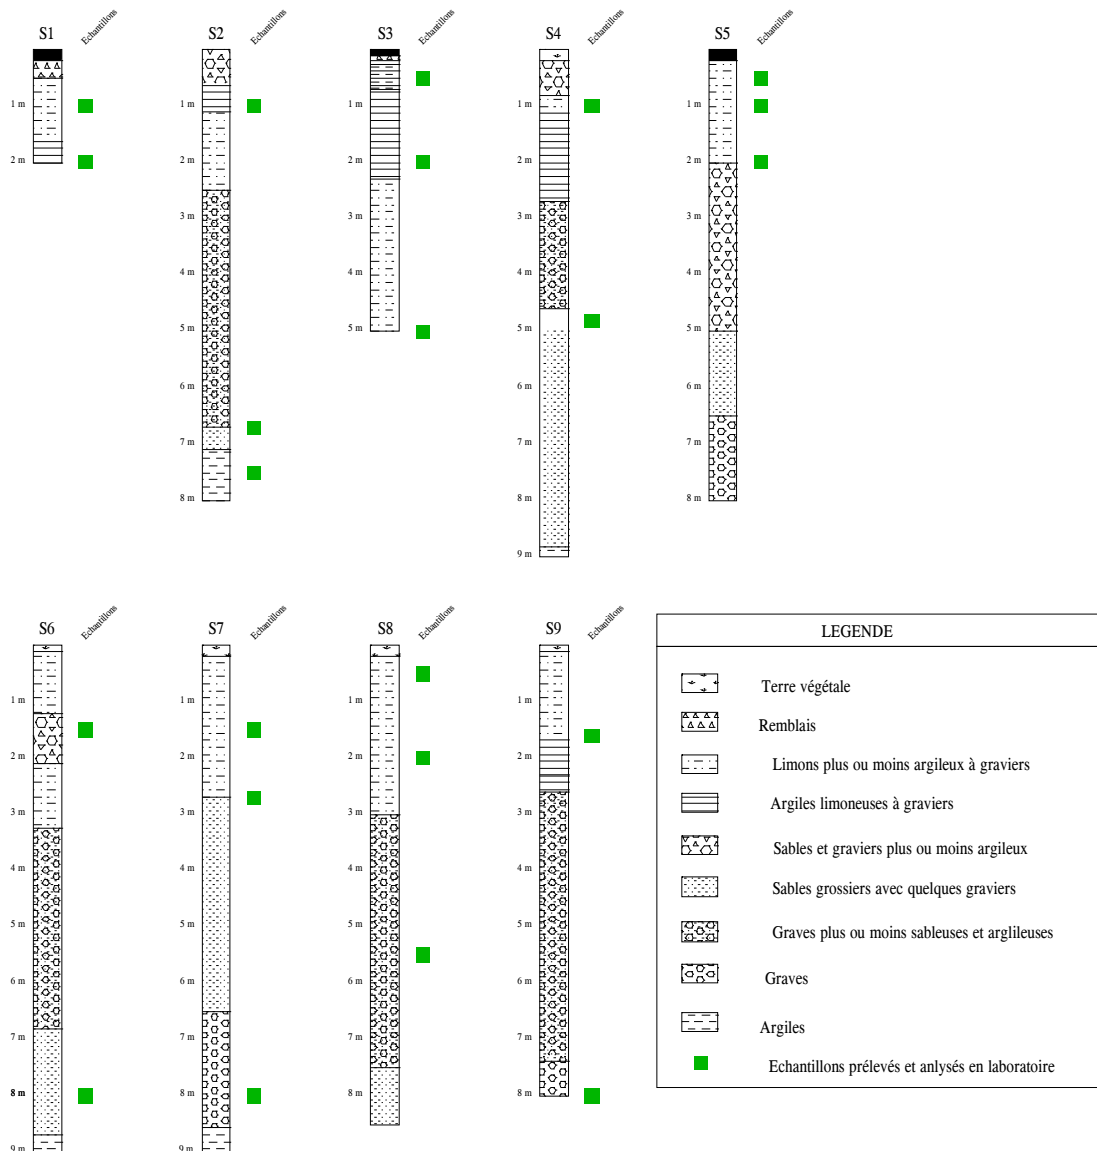 Echantillons Echantillons Echantillons Echantillons Echantillons
S1 S2 S3 S4 S5
1 m 1 m 1 m 1 m 1 m
2 m 2 m 2 m 2 m 2 m
3 m 3 m 3 m 3 m
4 m 4 m 4 m 4 m
5 m 5 m 5 m 5 m
6 m 6 m 6 m
7 m 7 m 7 m
8 m 8 m 8 m
9 m
Echantillons Echantillons Echantillons Echantillons
S6 S7 S8 S9
1 m 1 m 1 m 1 m
2 m 2 m 2 m 2 m
3 m 3 m 3 m 3 m
4 m 4 m 4 m 4 m
5 m 5 m 5 m 5 m
6 m 6 m 6 m 6 m
7 m 7 m 7 m 7 m
8 m 8 m 8 m 8 m
9 m 9 m
LEGENDE
Terre végétale
Remblais
Limons plus ou moins argileux à graviers
Argiles limoneuses à graviers
Sables et graviers plus ou moins argileux
Sables grossiers avec quelques graviers
Graves plus ou moins sableuses et arglileuses
Graves
Argiles
Echantillons prélevés et anlysés en laboratoire